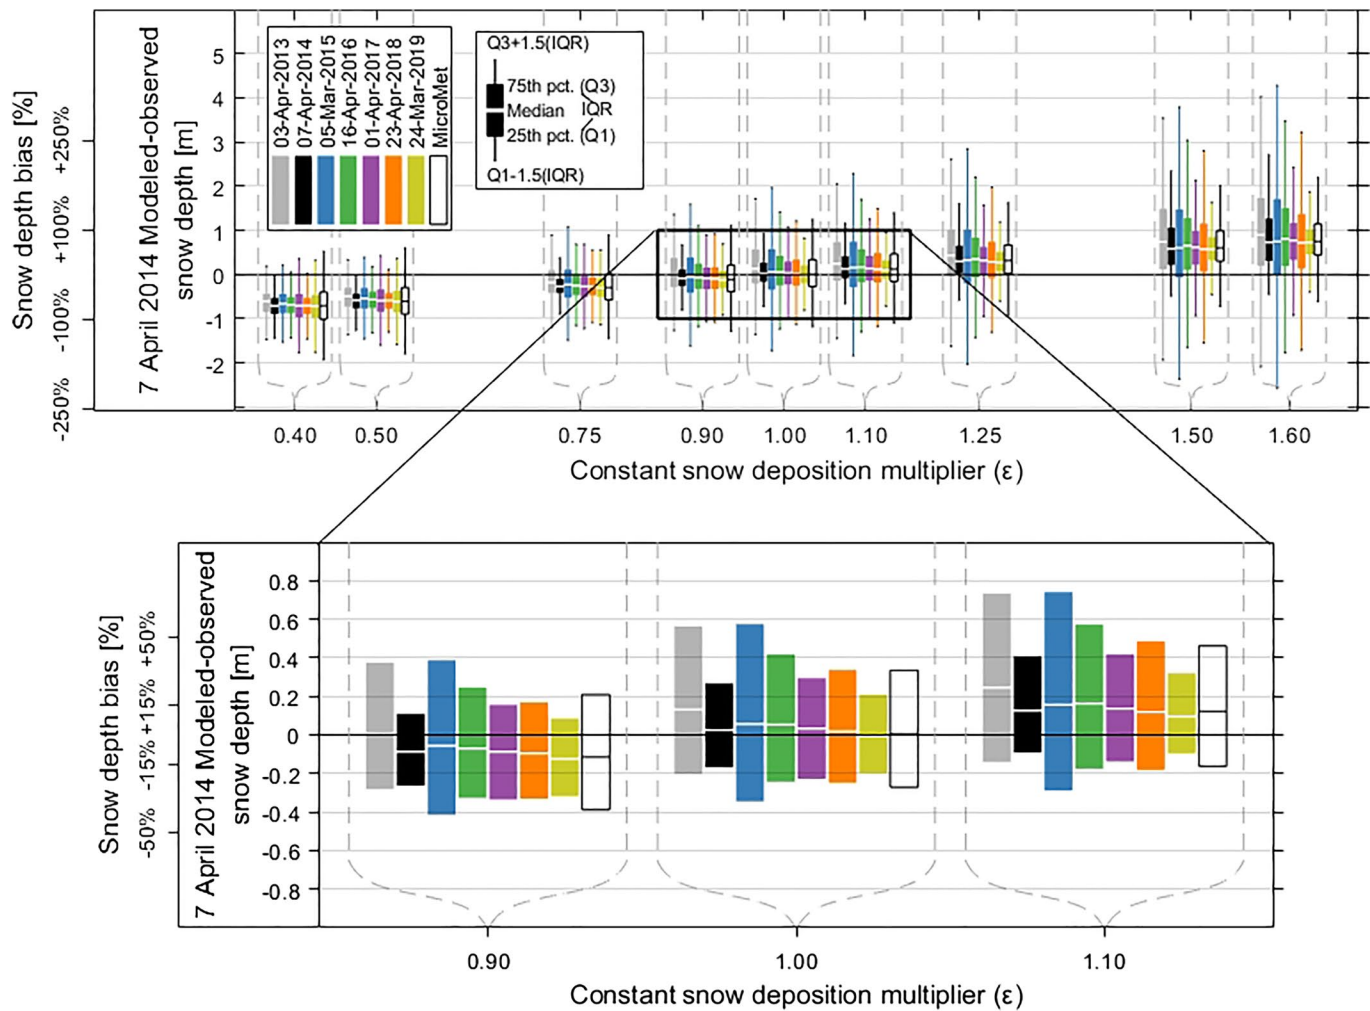 Snow depth bias [%]
-250% -100% +100% +250%
7 April 2014 Modeled-observed
snow depth [m]
5
4
3
2
1
0
-1
-2
03-Apr-2013
07-Apr-2014
05-Mar-2015
16-Apr-2016
01-Apr-2017
23-Apr-2018
24-Mar-2019
MicroMet
Q3+1.5(IQR)
75th pct. (Q3)
Median IQR
25th pct. (Q1)
Q1-1.5(IQR)
0.40 0.50 0.75 0.90 1.00 1.10 1.25 1.50 1.60
Constant snow deposition multiplier (ε)
Snow depth bias [%]
-50% -15% +15% +50%
7 April 2014 Modeled-observed
snow depth [m]
0.8
0.6
0.4
0.2
0
-0.2
-0.4
-0.6
-0.8
0.90 1.00 1.10
Constant snow deposition multiplier (ε)